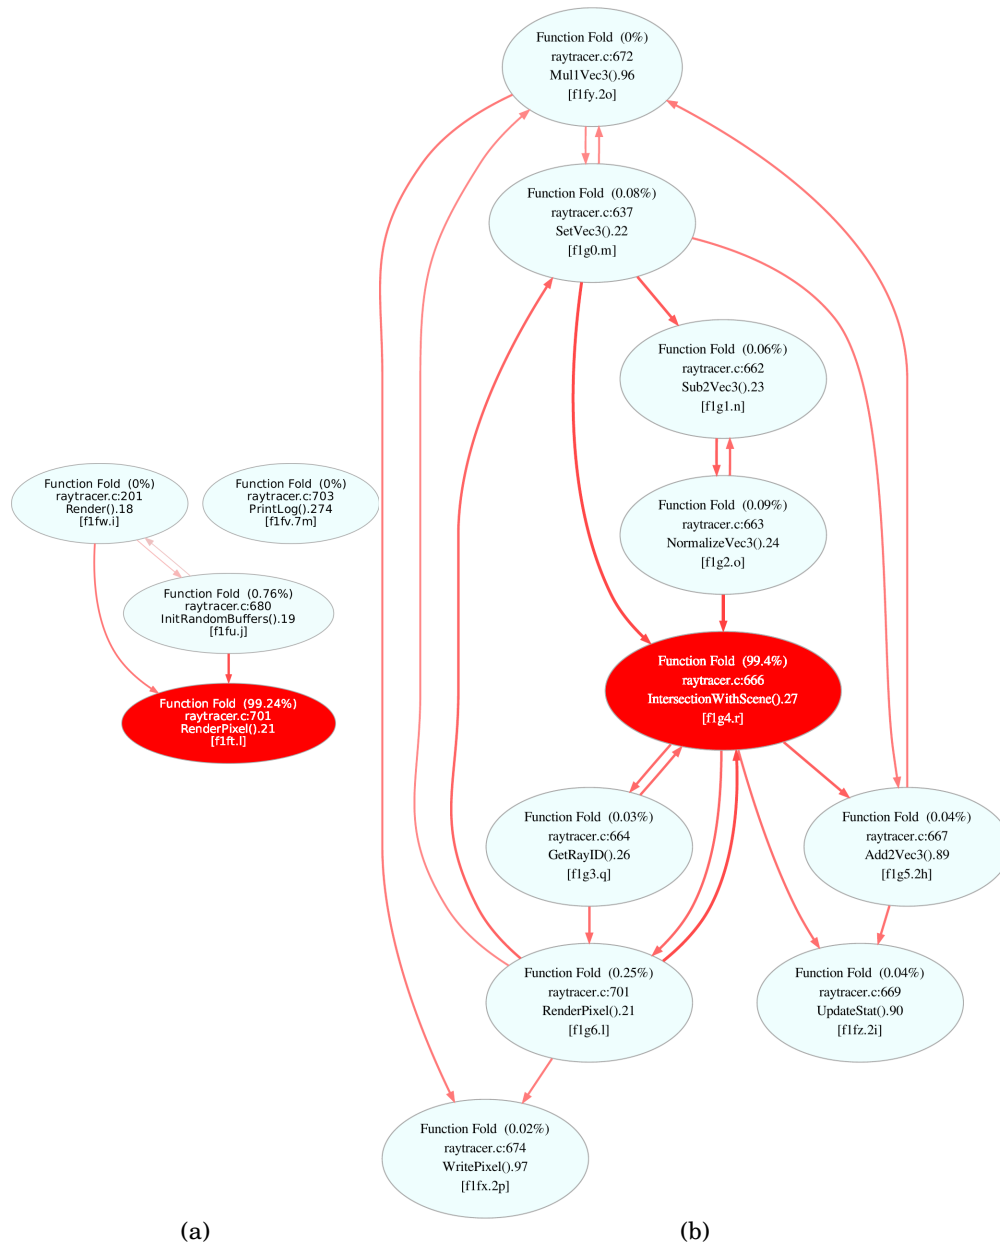 Function Fold (0%)
raytracer.c:672
Mul1Vec3().96
[f1fy.2o]
Function Fold (0.08%)
raytracer.c:637
SetVec3().22
[f1g0.m]
Function Fold (0.06%)
raytracer.c:662
Sub2Vec3().23
[f1g1.n]
Function Fold (0%)
raytracer.c:201
Render().18
[f1fw.i]
Function Fold (0%)
raytracer.c:703
PrintLog().274
[f1fv.7m]
Function Fold (0.09%)
raytracer.c:663
NormalizeVec3().24
[f1g2.o]
Function Fold (0.76%)
raytracer.c:680
InitRandomBuffers().19
[f1fu.j]
Function Fold (99.24%)
raytracer.c:701
RenderPixel().21
[f1ft.l]
Function Fold (99.4%)
raytracer.c:666
IntersectionWithScene().27
[f1g4.r]
Function Fold (0.03%)
raytracer.c:664
GetRayID().26
[f1g3.q]
Function Fold (0.04%)
raytracer.c:667
Add2Vec3().89
[f1g5.2h]
Function Fold (0.25%)
raytracer.c:701
RenderPixel().21
[f1g6.l]
Function Fold (0.04%)
raytracer.c:669
UpdateStat().90
[f1fz.2i]
Function Fold (0.02%)
raytracer.c:674
WritePixel().97
[f1fx.2p]
(a)
(b)